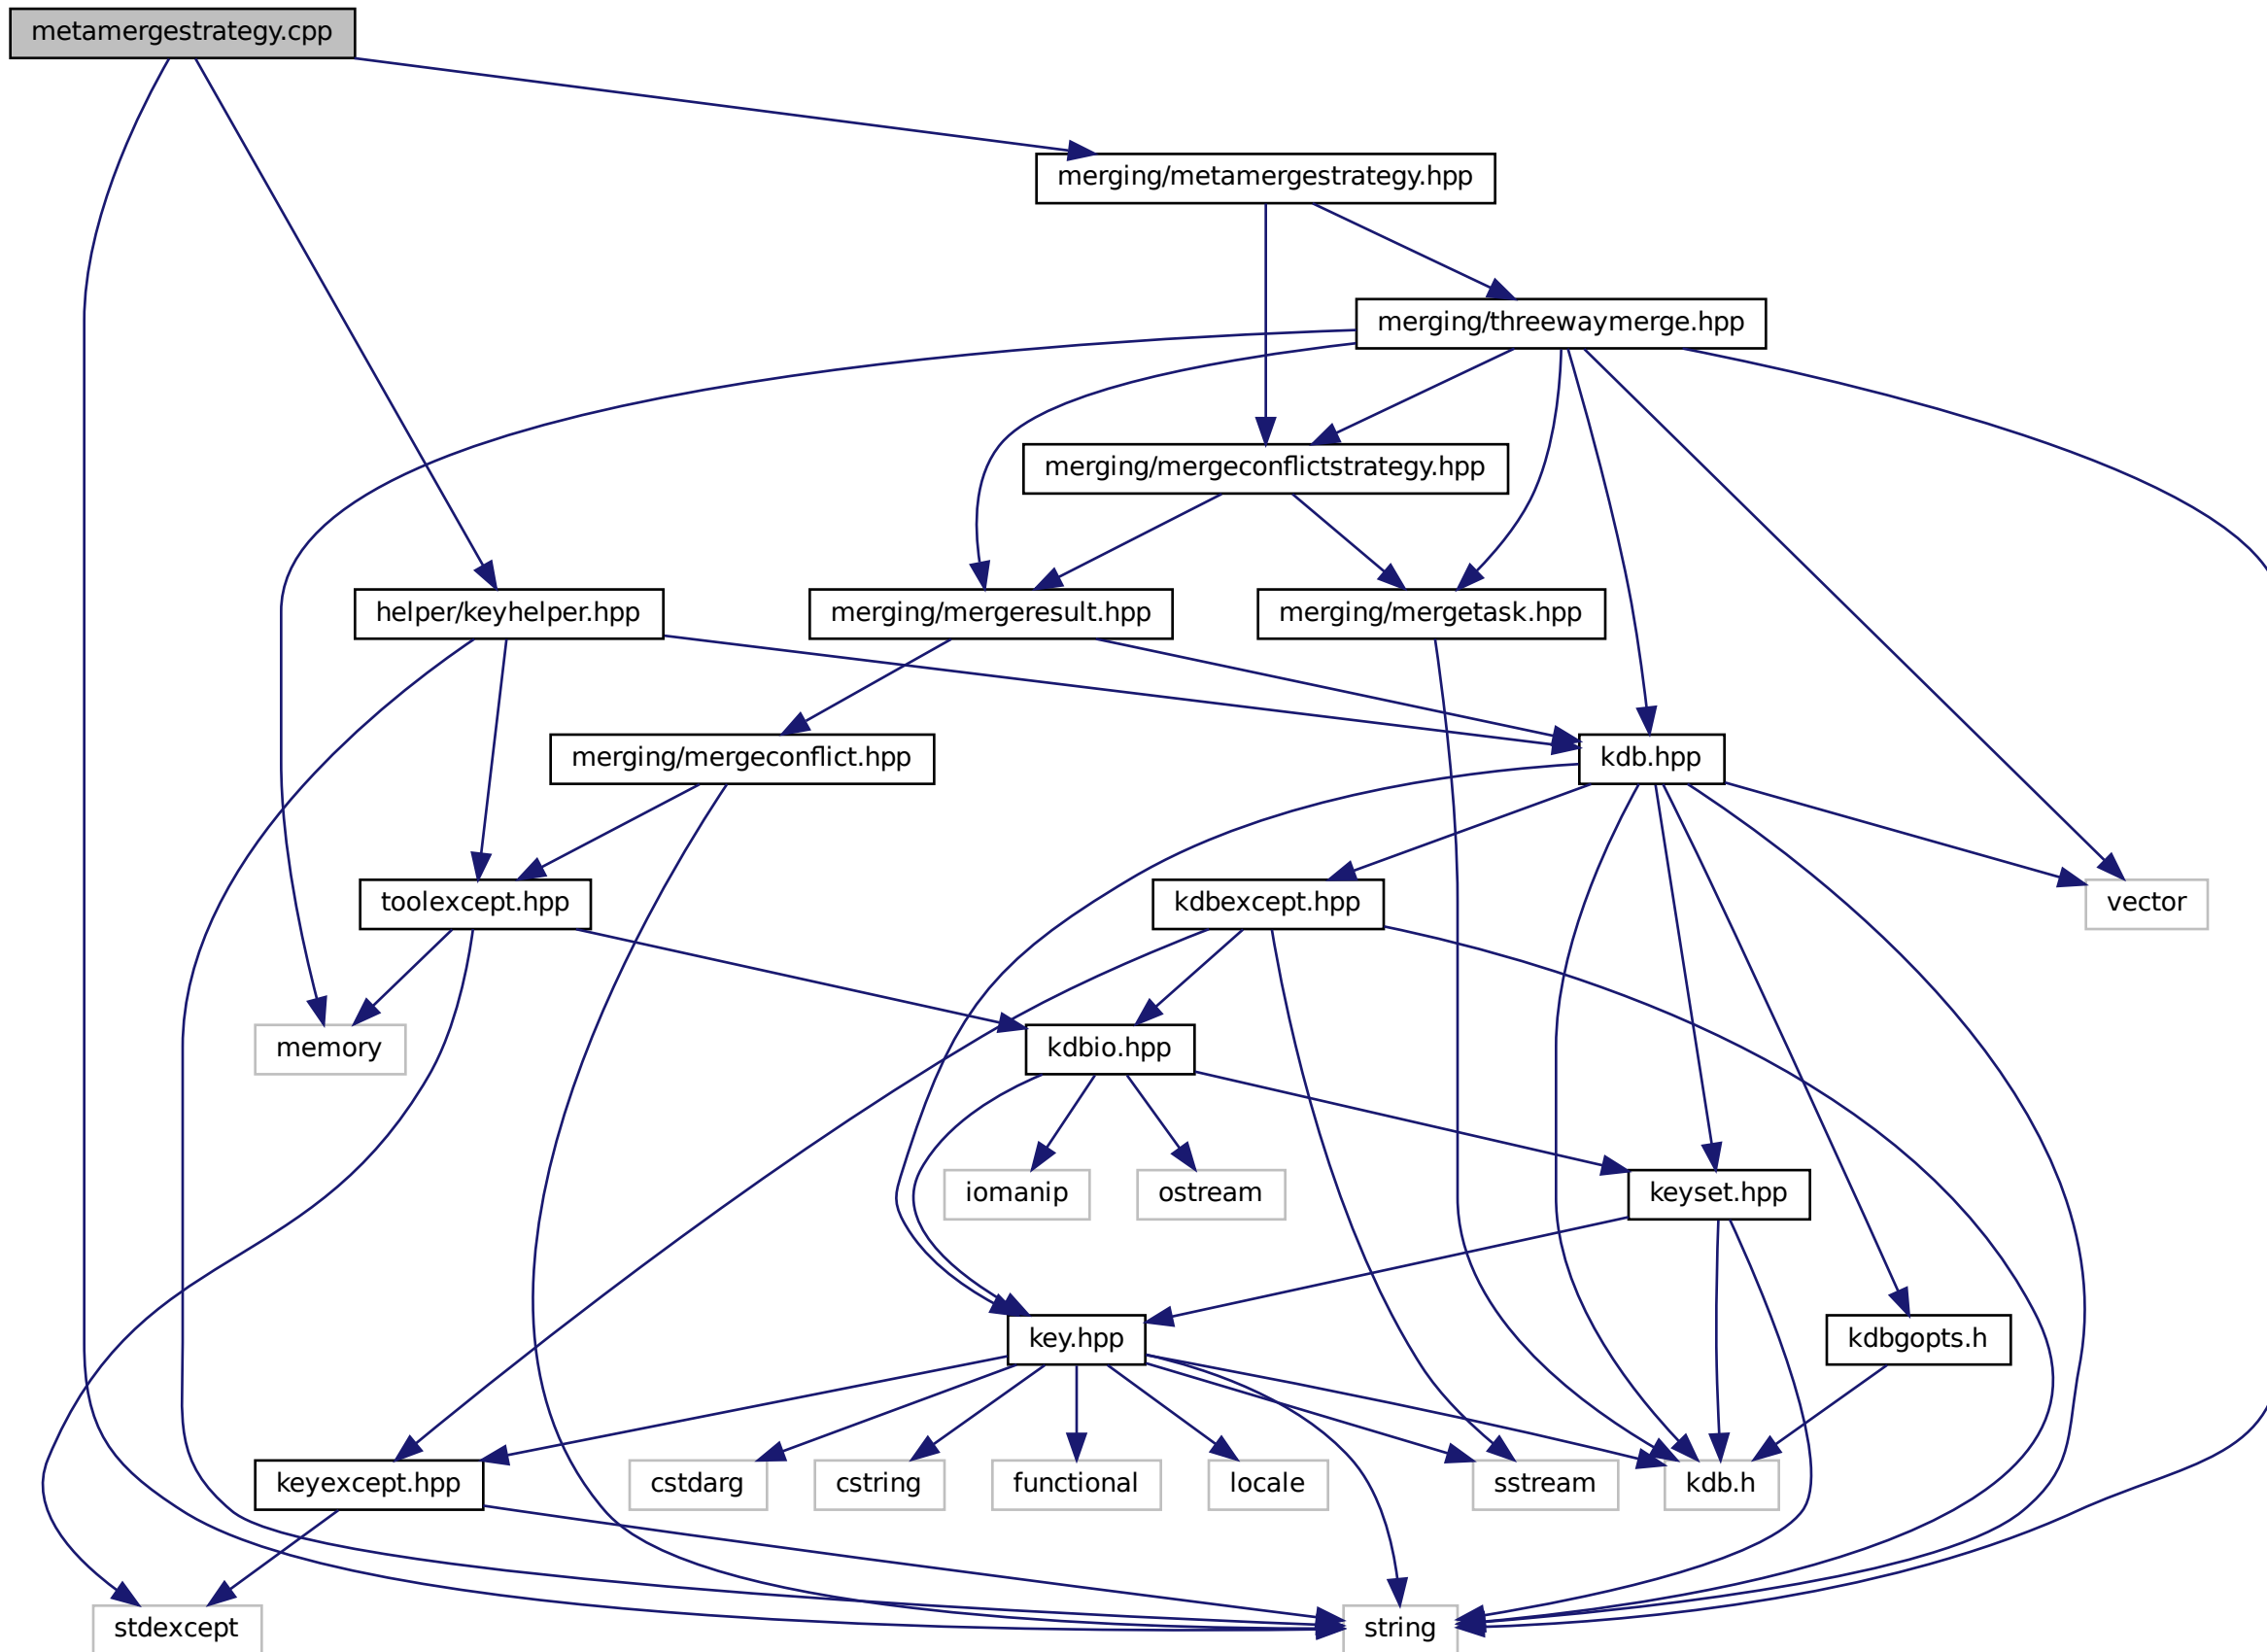 metamergestrategy.cpp
merging/metamergestrategy.hpp
merging/threewaymerge.hpp
merging/mergeconflictstrategy.hpp
helper/keyhelper.hpp
merging/mergeresult.hpp
merging/mergetask.hpp
merging/mergeconflict.hpp
kdb.hpp
toolexcept.hpp
kdbexcept.hpp
vector
memory
kdbio.hpp
iomanip
ostream
keyset.hpp
key.hpp
kdbgopts.h
keyexcept.hpp
cstdarg
cstring
functional
locale
sstream
kdb.h
stdexcept
string